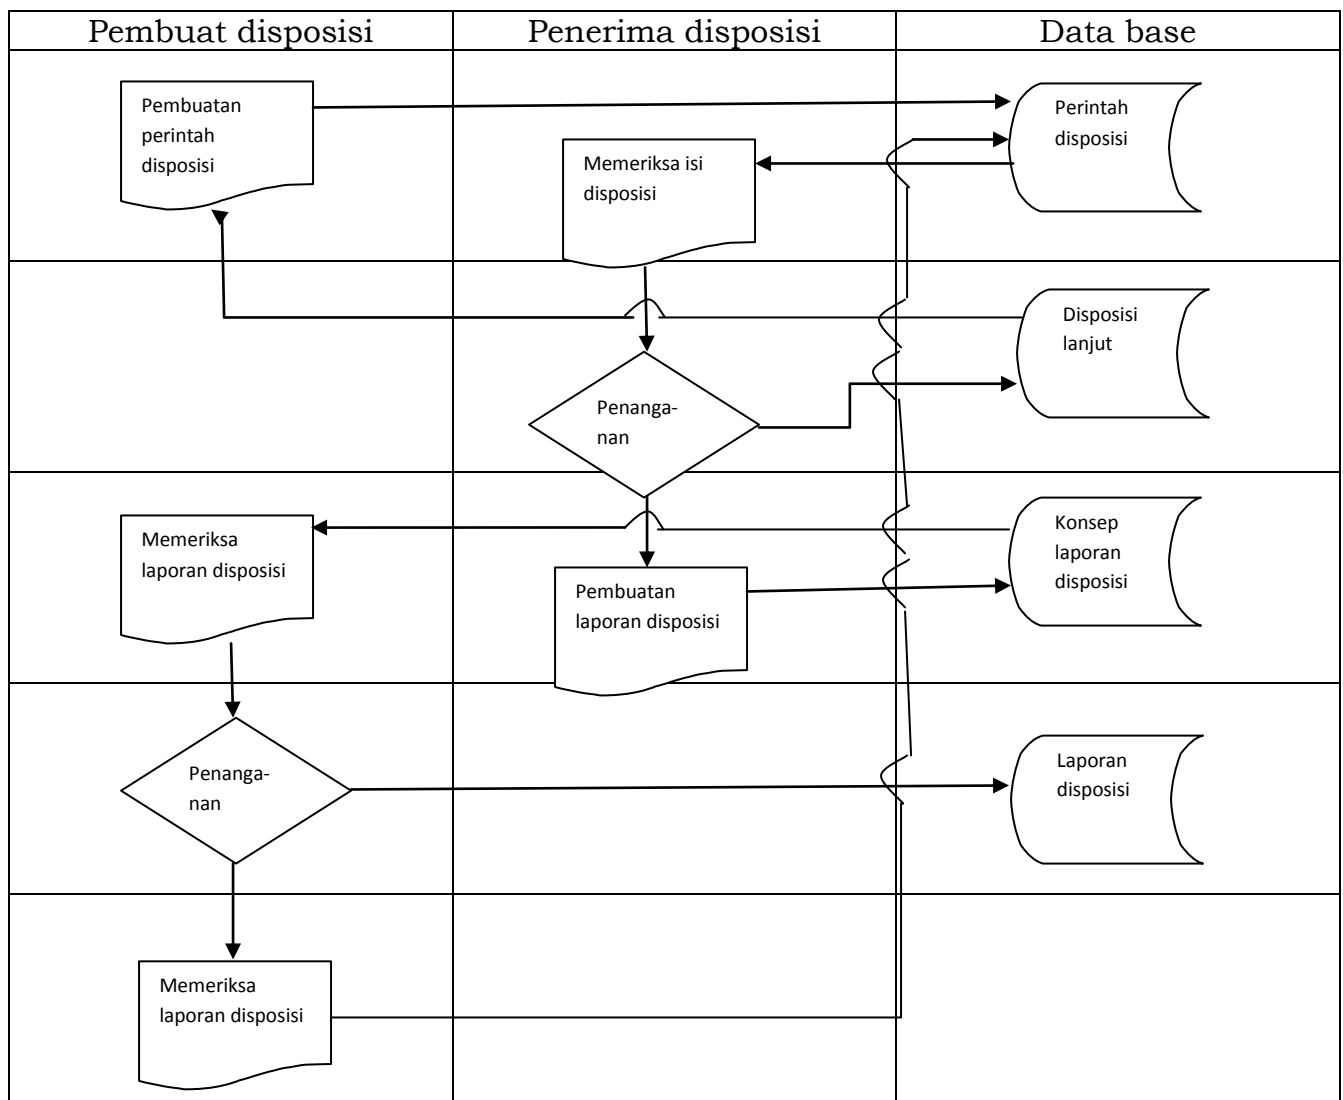 Pembuat disposisi
Penerima disposisi
Data base
Pembuatan
perintah
disposisi
Memeriksa isi
disposisi
Perintah
disposisi
Disposisi
lanjut
Penanga-
nan
Memeriksa
laporan disposisi
Pembuatan
laporan disposisi
Konsep
laporan
disposisi
Penanga-
nan
Laporan
disposisi
Memeriksa
laporan disposisi